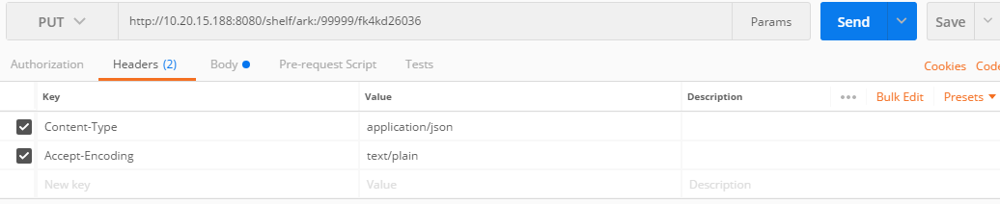 PUT http://10.20.15.188:8080/shelf/ark:/99999/fk4kd26036 Params Send Save
Authorization Headers (2) Body Pre-request Script Tests Cookies Code
Key Value Description ••• Bulk Edit Presets
Content-Type application/json
Accept-Encoding text/plain
New key Value Description